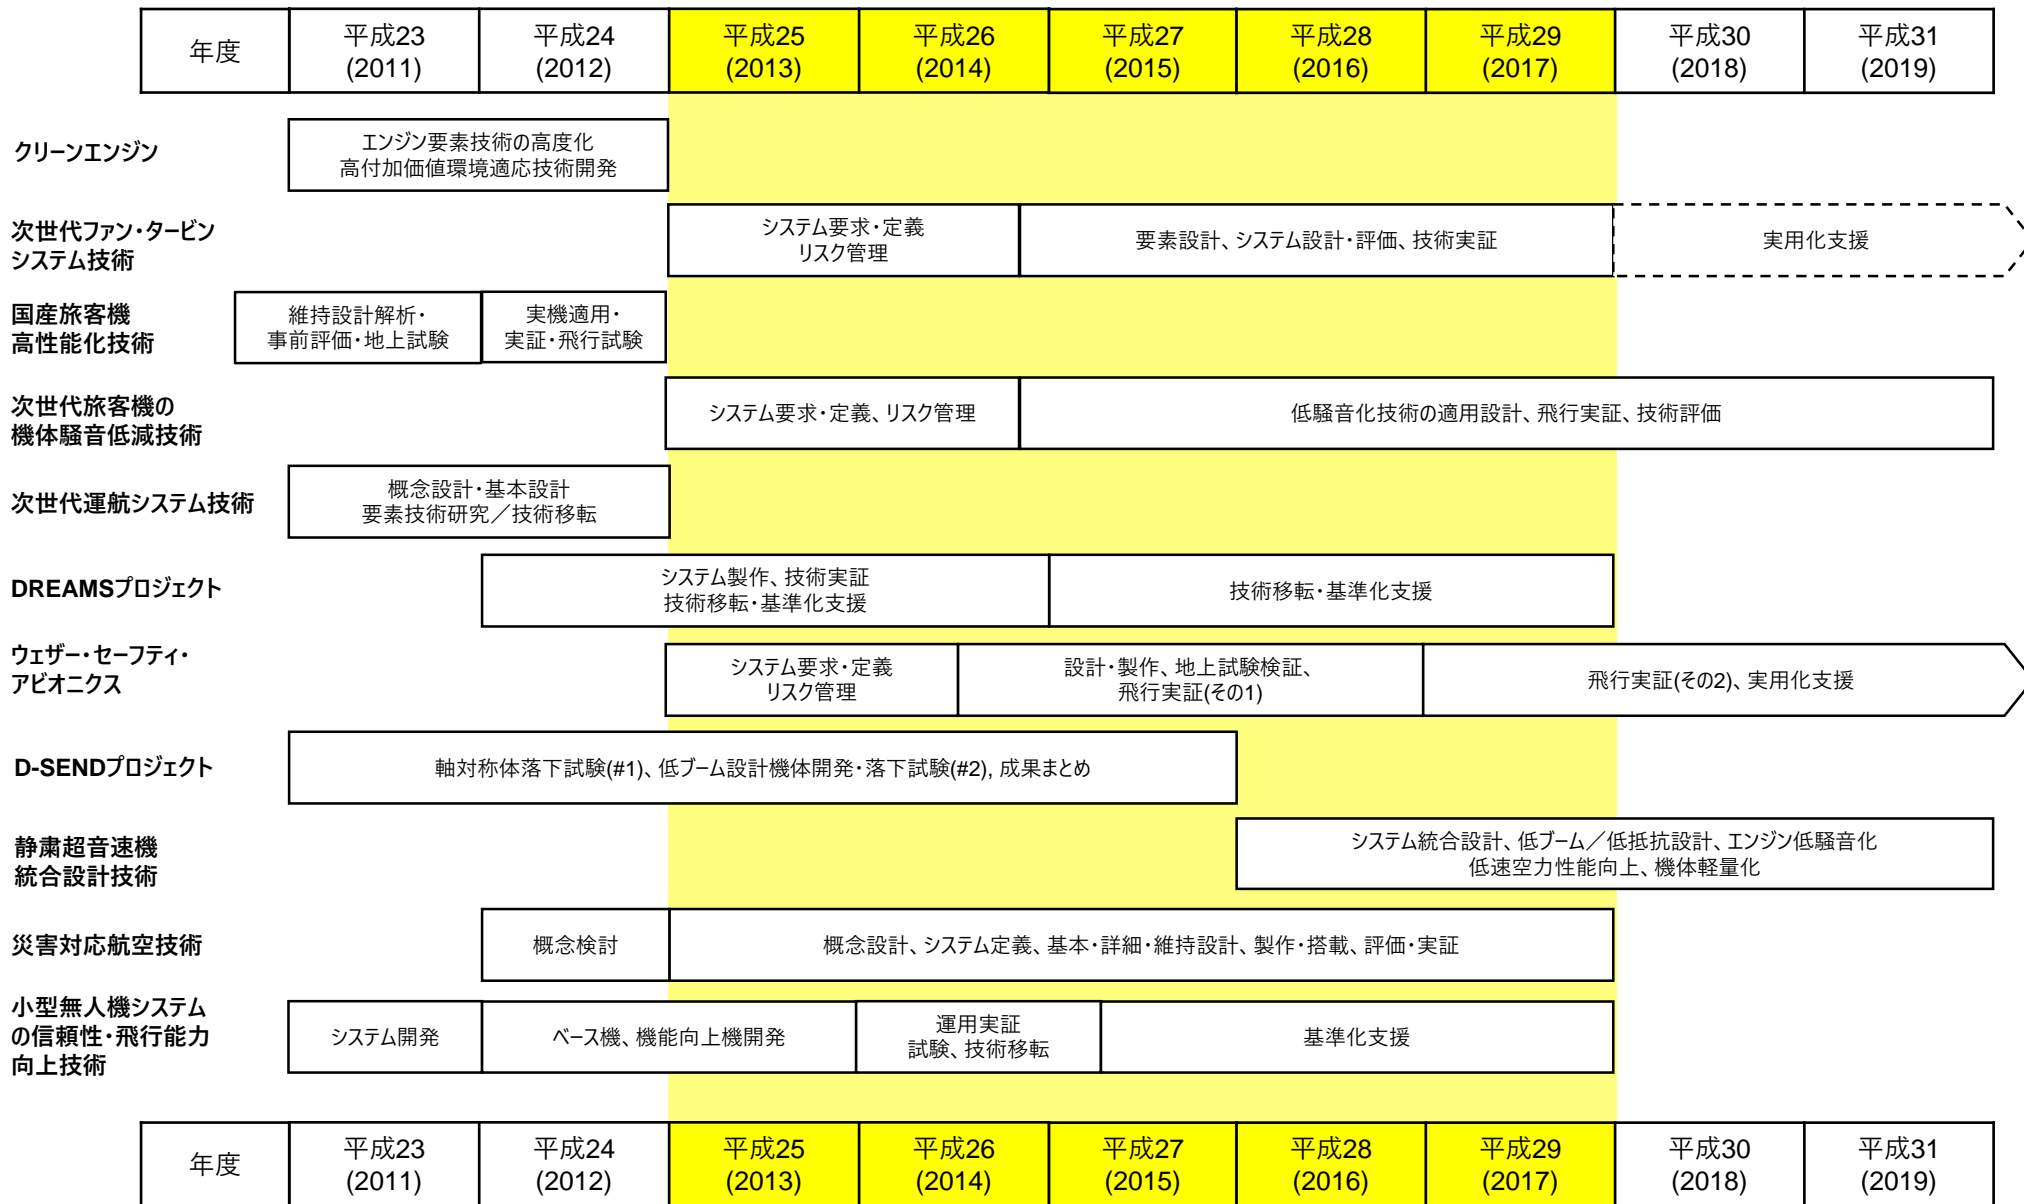 年度
平成23
(2011)
平成24
(2012)
平成25
(2013)
平成26
(2014)
平成27
(2015)
平成28
(2016)
平成29
(2017)
平成30
(2018)
平成31
(2019)
クリーンエンジン
エンジン要素技術の高度化
高付加価値環境適応技術開発
次世代ファン・タービン
システム技術
システム要求・定義
リスク管理
要素設計、システム設計・評価、技術実証
実用化支援
国産旅客機
高性能化技術
維持設計解析・
事前評価・地上試験
実機適用・
実証・飛行試験
次世代旅客機の
機体騒音低減技術
システム要求・定義、リスク管理
低騒音化技術の適用設計、飛行実証、技術評価
次世代運航システム技術
概念設計・基本設計
要素技術研究／技術移転
DREAMSプロジェクト
システム製作、技術実証
技術移転・基準化支援
技術移転・基準化支援
ウェザー・セーフティ・
アビオニクス
システム要求・定義
リスク管理
設計・製作、地上試験検証、
飛行実証(その1)
飛行実証(その2)、実用化支援
D-SENDプロジェクト
軸対称体落下試験(#1)、低ブーム設計機体開発・落下試験(#2), 成果まとめ
静粛超音速機
統合設計技術
システム統合設計、低ブーム／低抵抗設計、エンジン低騒音化
低速空力性能向上、機体軽量化
災害対応航空技術
概念検討
概念設計、システム定義、基本・詳細・維持設計、製作・搭載、評価・実証
小型無人機システム
の信頼性・飛行能力
向上技術
システム開発
ベース機、機能向上機開発
運用実証
試験、技術移転
基準化支援
年度
平成23
(2011)
平成24
(2012)
平成25
(2013)
平成26
(2014)
平成27
(2015)
平成28
(2016)
平成29
(2017)
平成30
(2018)
平成31
(2019)